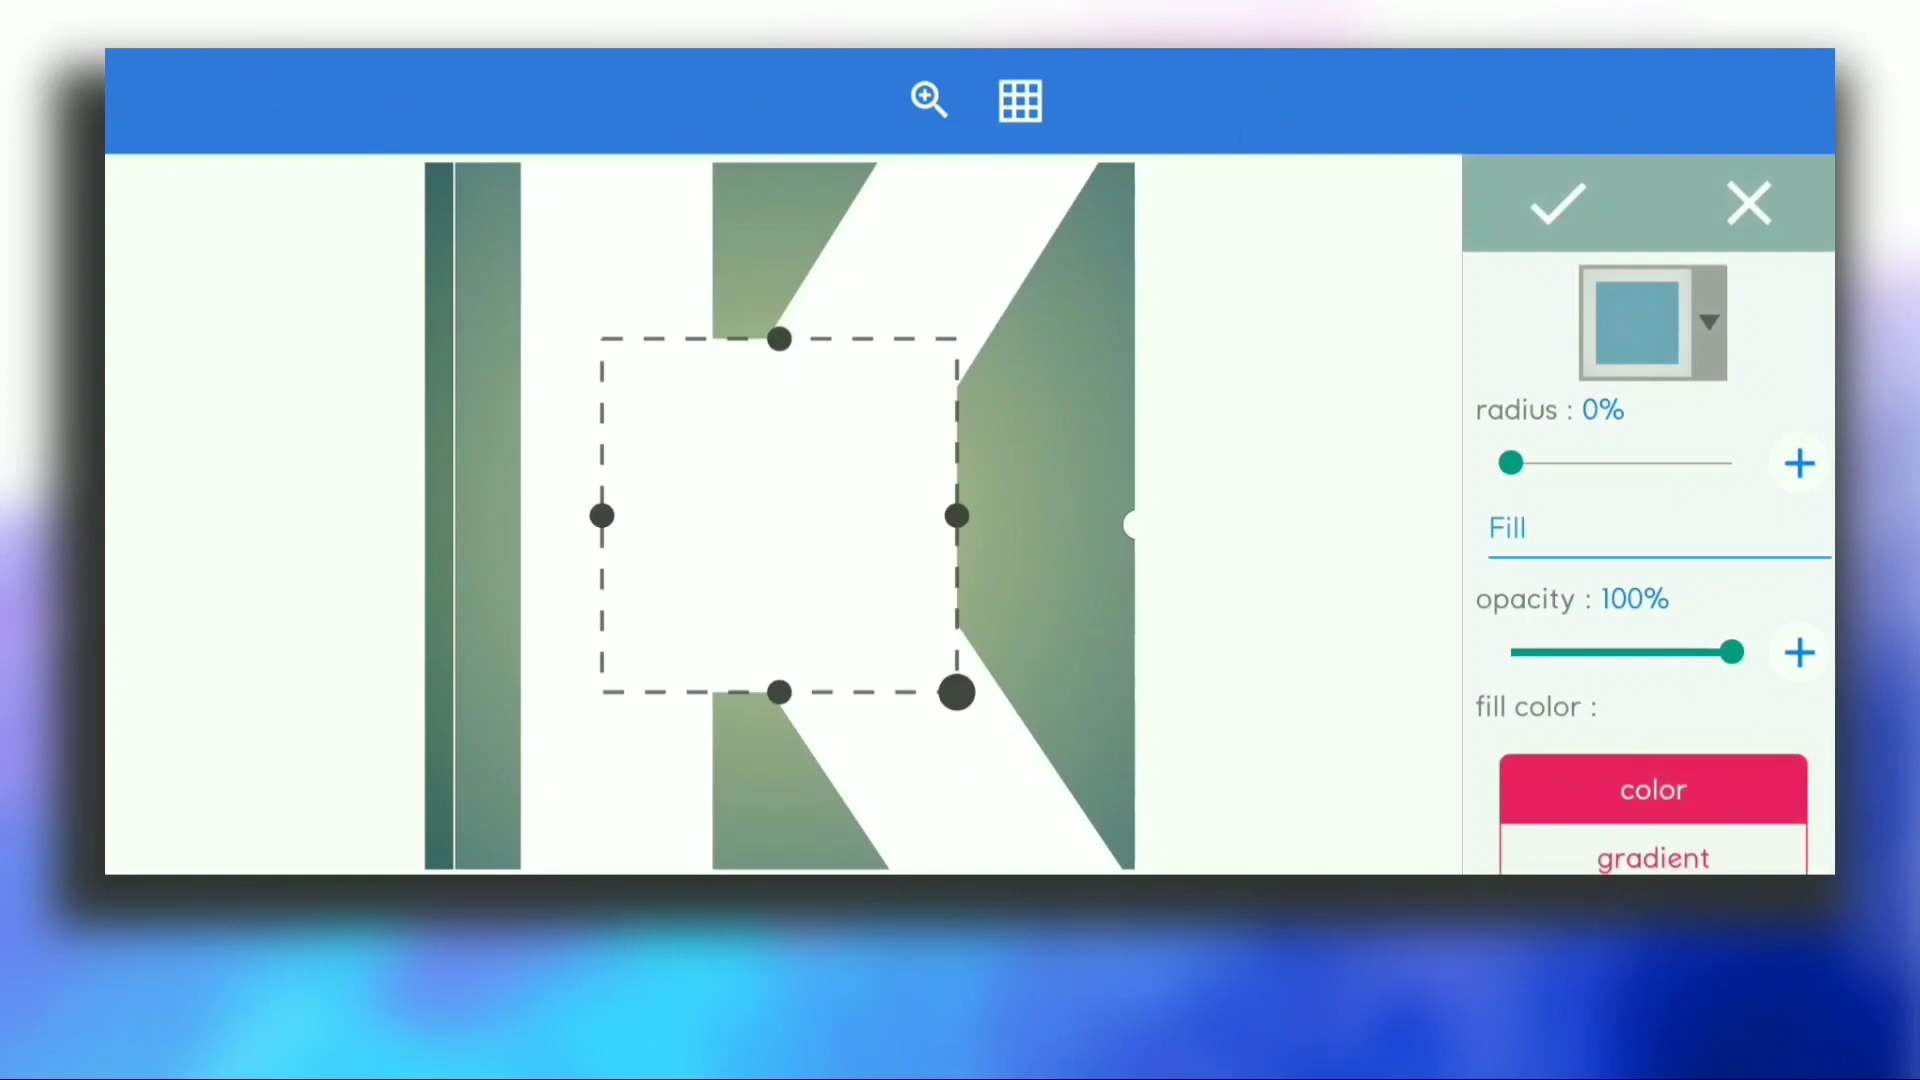 K
radius : 0%
Fill
opacity : 100%
fill color :
color
gradient